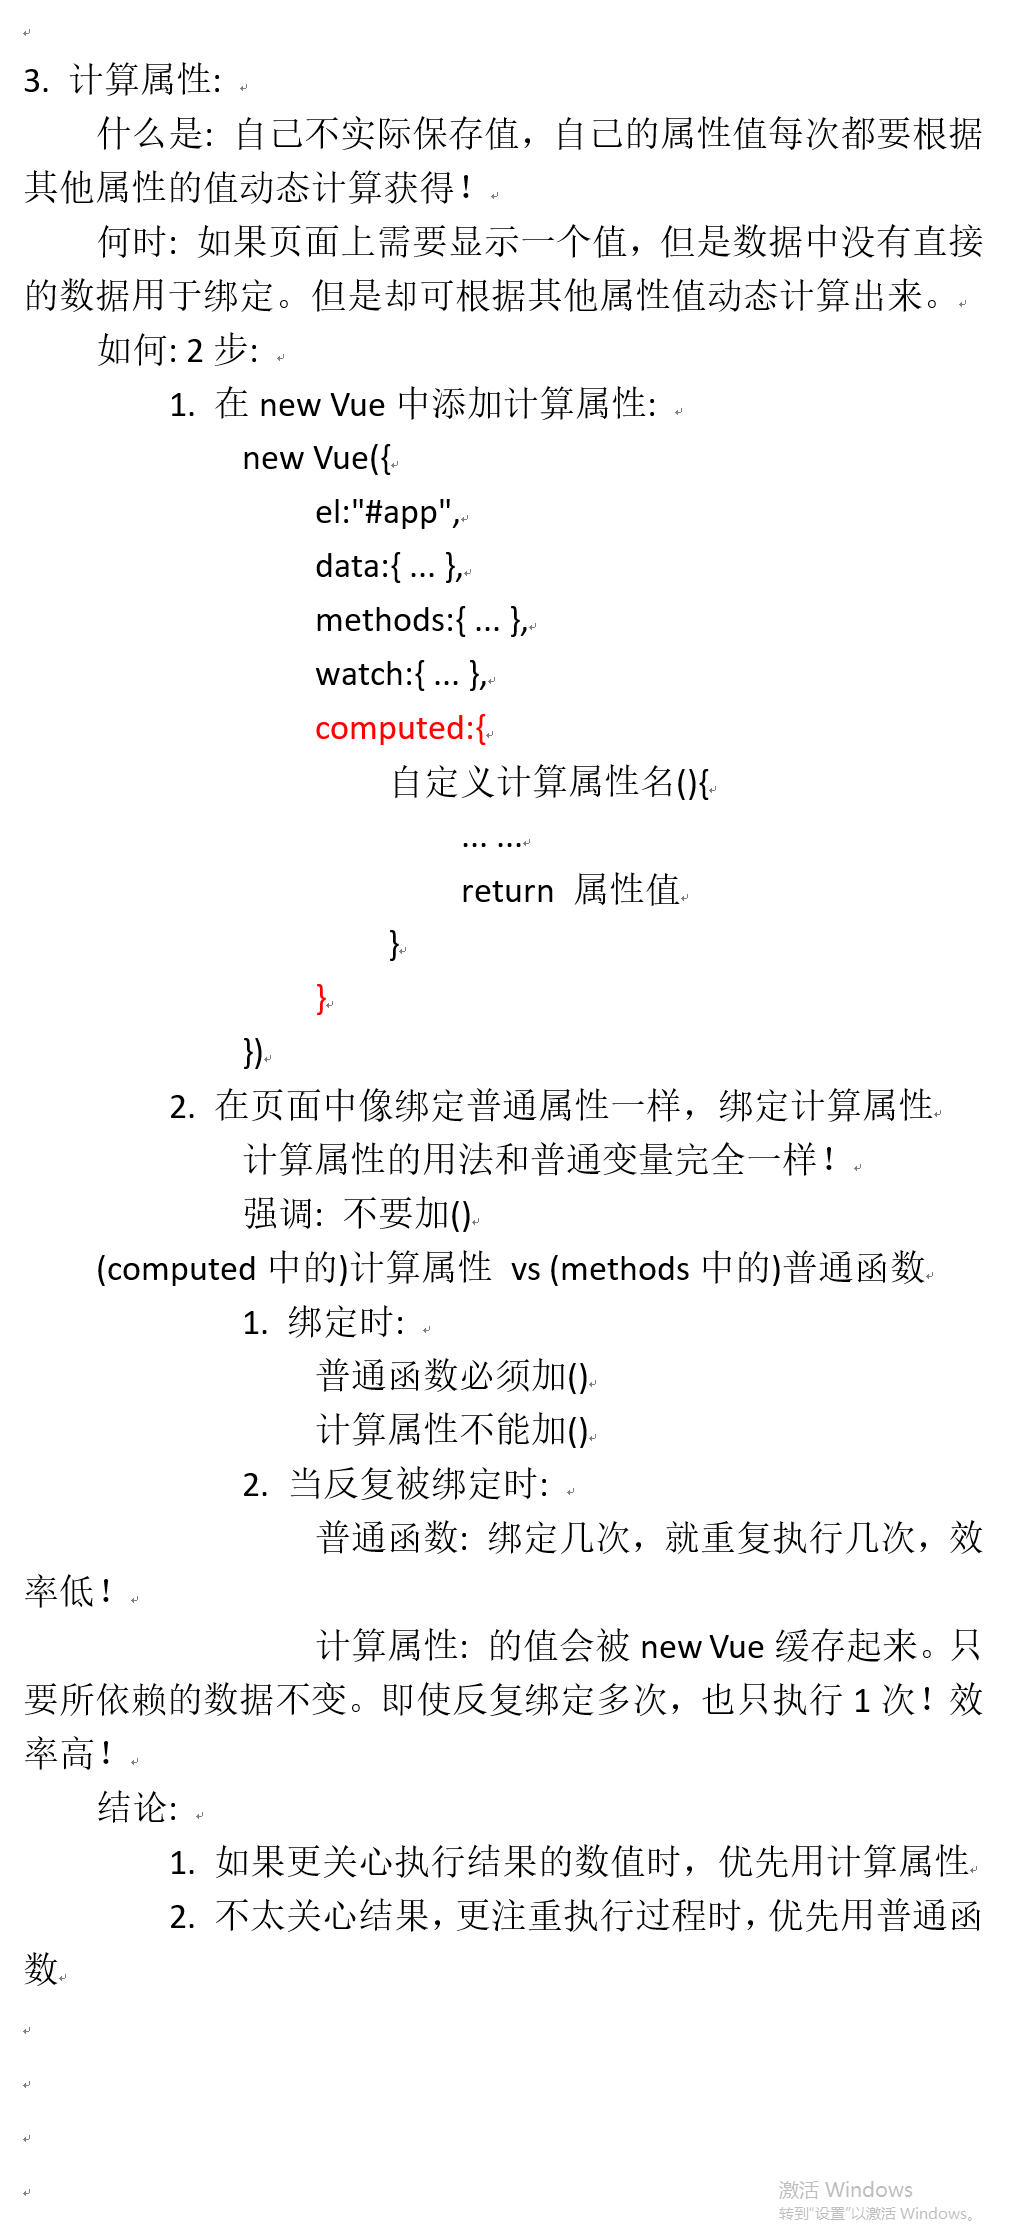 3. 计算属性:
什么是: 自己不实际保存值，自己的属性值每次都要根据
其他属性的值动态计算获得！
何时: 如果页面上需要显示一个值，但是数据中没有直接
的数据用于绑定。但是却可根据其他属性值动态计算出来。
如何: 2 步:
1. 在 new Vue 中添加计算属性:
new Vue({
el:"#app",
data:{ ... },
methods:{ ... },
watch:{ ... },
computed:{
自定义计算属性名(){
... ...
return 属性值
}
}
})
2. 在页面中像绑定普通属性一样，绑定计算属性
计算属性的用法和普通变量完全一样！
强调: 不要加()
(computed 中的)计算属性 vs (methods 中的)普通函数
1. 绑定时:
普通函数必须加()
计算属性不能加()
2. 当反复被绑定时:
普通函数: 绑定几次，就重复执行几次，效
率低！
计算属性: 的值会被 new Vue 缓存起来。只
要所依赖的数据不变。即使反复绑定多次，也只执行 1 次！效
率高！
结论:
1. 如果更关心执行结果的数值时，优先用计算属性
2. 不太关心结果，更注重执行过程时，优先用普通函
数
激活 Windows
转到"设置"以激活 Windows。